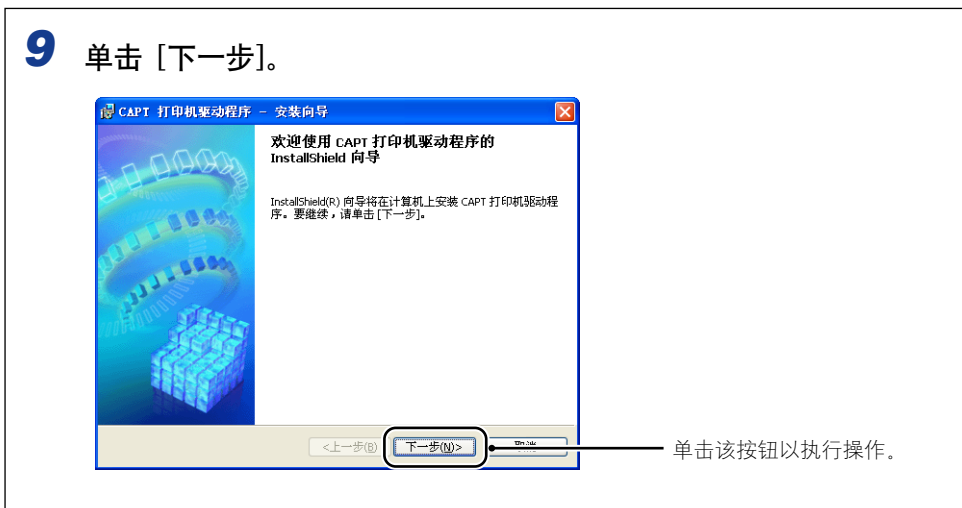 9 单击 [下一步]。
CAPT 打印机驱动程序 - 安装向导
欢迎使用 CAPT 打印机驱动程序的
InstallShield 向导
InstallShield(R) 向导将在计算机上安装 CAPT 打印机驱动程
序。要继续，请单击 [下一步]。
<上一步(B) 下一步(N)>
单击该按钮以执行操作。